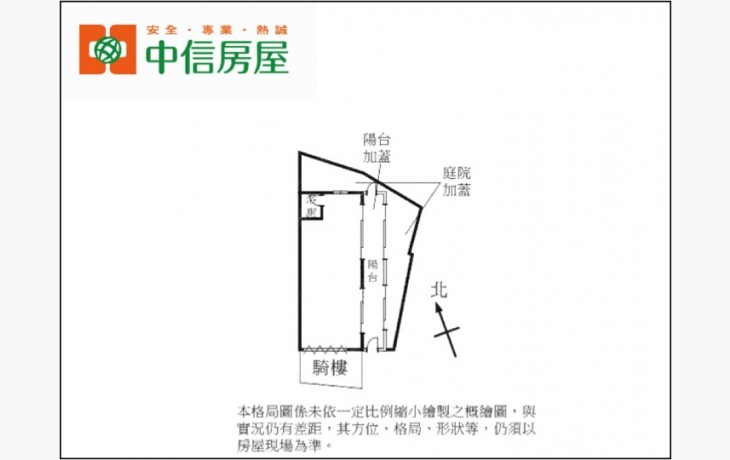 安全・專業・熱誠
中信房屋
陽台
加蓋
庭院
加蓋
陽
台
北
騎樓
本格局圖係未依一定比例縮小繪製之概繪圖，與
實況仍有差距，其方位、格局、形狀等，仍須以
房屋現場為準。